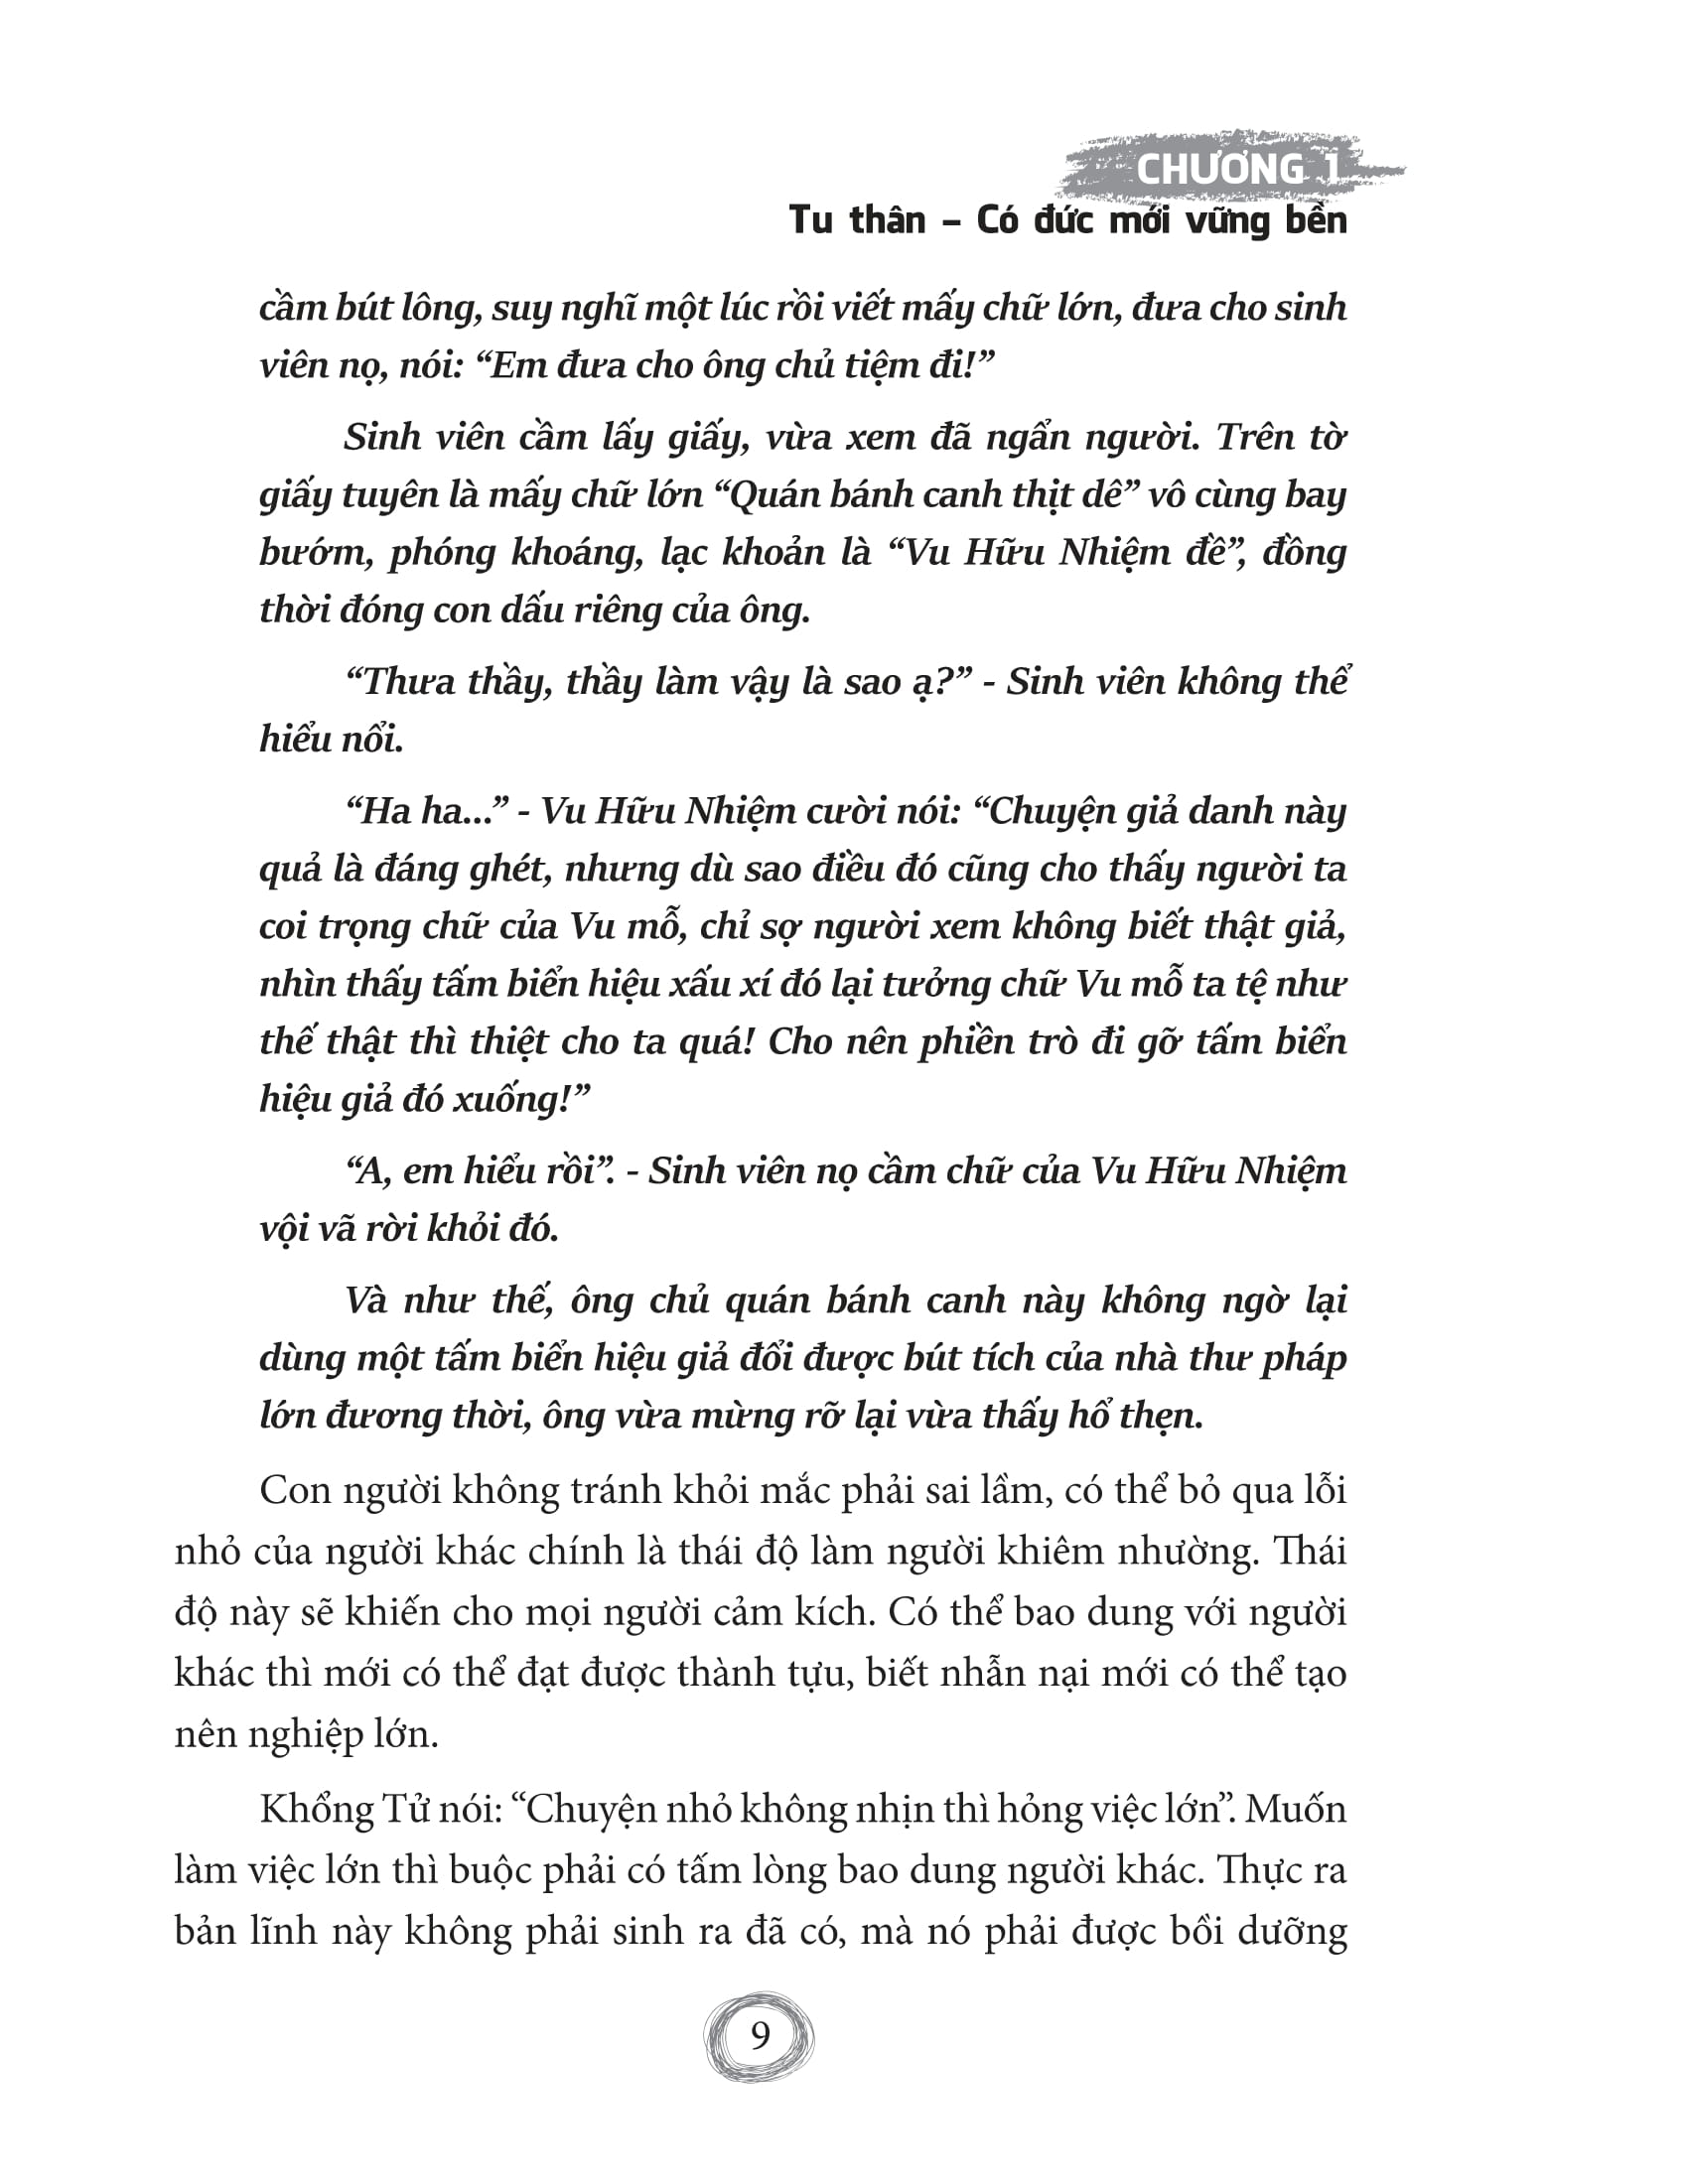 CHƯƠNG 1
Tu thân – Có đức mới vững bền
cầm bút lông, suy nghĩ một lúc rồi viết mấy chữ lớn, đưa cho sinh
viên nọ, nói: “Em đưa cho ông chủ tiệm đi!”
Sinh viên cầm lấy giấy, vừa xem đã ngẩn người. Trên tờ
giấy tuyên là mấy chữ lớn “Quán bánh canh thịt dê” vô cùng bay
bướm, phóng khoáng, lạc khoản là “Vu Hữu Nhiệm đề”, đồng
thời đóng con dấu riêng của ông.
“Thưa thầy, thầy làm vậy là sao ạ?” - Sinh viên không thể
hiểu nổi.
“Ha ha...” - Vu Hữu Nhiệm cười nói: “Chuyện giả danh này
quả là đáng ghét, nhưng dù sao điều đó cũng cho thấy người ta
coi trọng chữ của Vu mỗ, chỉ sợ người xem không biết thật giả,
nhìn thấy tấm biển hiệu xấu xí đó lại tưởng chữ Vu mỗ ta tệ như
thế thật thì thiệt cho ta quá! Cho nên phiền trò đi gỡ tấm biển
hiệu giả đó xuống!”
“A, em hiểu rồi”. - Sinh viên nọ cầm chữ của Vu Hữu Nhiệm
vội vã rời khỏi đó.
Và như thế, ông chủ quán bánh canh này không ngờ lại
dùng một tấm biển hiệu giả đổi được bút tích của nhà thư pháp
lớn đương thời, ông vừa mừng rỡ lại vừa thấy hổ thẹn.
Con người không tránh khỏi mắc phải sai lầm, có thể bỏ qua lỗi
nhỏ của người khác chính là thái độ làm người khiêm nhường. Thái
độ này sẽ khiến cho mọi người cảm kích. Có thể bao dung với người
khác thì mới có thể đạt được thành tựu, biết nhẫn nại mới có thể tạo
nên nghiệp lớn.
Khổng Tử nói: “Chuyện nhỏ không nhịn thì hỏng việc lớn”. Muốn
làm việc lớn thì buộc phải có tấm lòng bao dung người khác. Thực ra
bản lĩnh này không phải sinh ra đã có, mà nó phải được bồi dưỡng
9